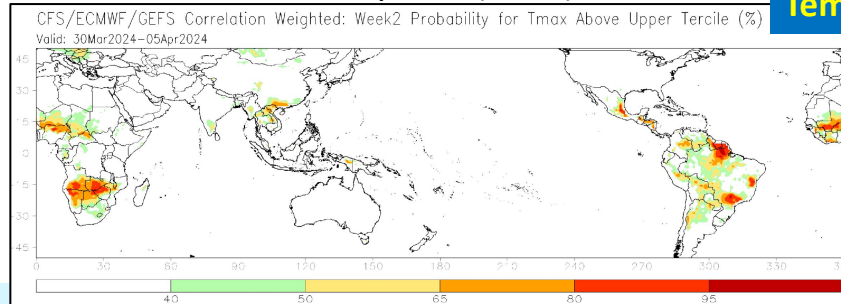 CFS/ECMWF/GEFS Correlation Weighted: Week2 Probability for Tmax Above Upper Tercile (%)
Tem
Valid: 30Mar2024-05Apr2024
45
30
15
0
15
30
45
0 30 60 90 120 150 180 210 240 270 300 330
40 50 65 80 95